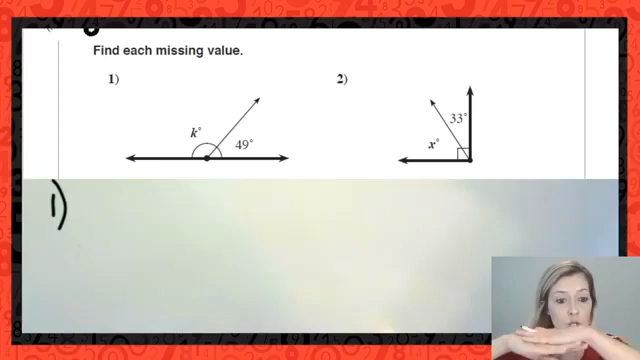 Find each missing value.
1)
2)
k°
49°
33°
x°
1)